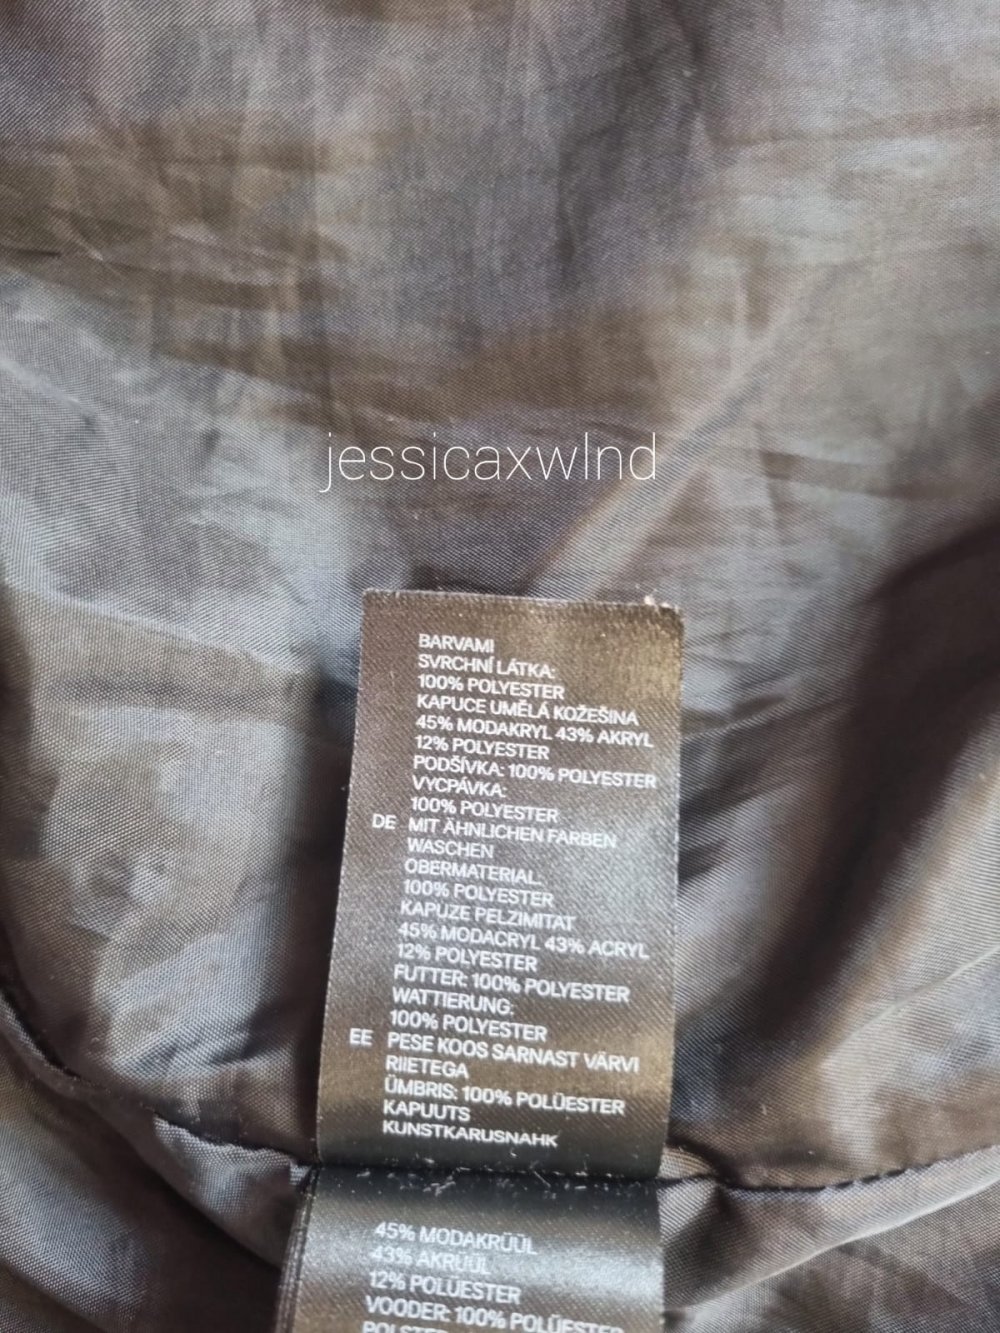 jessicaxwlnd
BARVAMI
SVRCHNÍ LÁTKA:
100% POLYESTER
KAPUCE UMĚLÁ KOŽEŠINA
45% MODAKRYL 43% AKRYL
12% POLYESTER
PODŠÍVKA: 100% POLYESTER
VYCPÁVKA:
100% POLYESTER
DE MIT ÄHNLICHEN FARBEN
WASCHEN
OBERMATERIAL
100% POLYESTER
KAPUZE PELZIMITAT
45% MODACRYL 43% ACRYL
12% POLYESTER
FUTTER: 100% POLYESTER
WATTIERUNG:
100% POLYESTER
EE PESE KOOS SARNAST VÄRVI
RIIETEGA
ÜMBRIS: 100% POLÜESTER
KAPUUTS
KUNSTKARUSNAHK
45% MODAKRÜÜL
43% AKRÜÜL
12% POLÜESTER
VOODER: 100% POLÜESTER
POLSTER